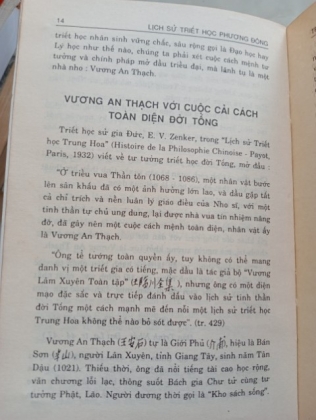 14
LỊCH SỬ TRIẾT HỌC PHƯƠNG ĐÔNG
triết học nhân sinh vững chắc, sâu rộng gọi là Đạo học hay
Lý học như thế nào, chúng ta phải xét cuộc cách mệnh tư
tưởng và chính pháp mở đầu triều đại, mà lãnh tụ là một
nhà nho : Vương An Thạch.
VƯƠNG AN THẠCH VỚI CUỘC CẢI CÁCH
TOÀN DIỆN ĐỜI TỐNG
Triết học sử gia Đức, E. V. Zenker, trong "Lịch sử Triết
học Trung Hoa" (Histoire de la Philosophie Chinoise - Payst,
Paris, 1932) viết về tư tưởng triết học đời Tống, mở đầu :
"Ở triều vua Thần tôn (1068 - 1066), một nhân vật bước
lên sân khấu đã có một ảnh hưởng lớn lao, và dầu gặp tất
cả chỉ trích và nền luân lý giáo điều của Nho sĩ, với một
tinh thần tự chủ ung dung, lại được nhà vua tín nhiệm nâng
đỡ, đã gây nên một cuộc cách mệnh toàn diện, nhân vật ấy
là Vương An Thạch.
"Ông tể tướng toàn quyền ấy, tuy không có thể mang
danh vị một triết gia có tiếng, mặc dầu là tác giả bộ "Vương
Lâm Xuyên Toàn tập" (臨川全集), nhưng ông có một diện
mạo đặc sắc và trực tiếp đánh dấu vào lịch sử tinh thần
đời Tống một cách mạnh mẽ đến nỗi một lịch sử triết học
Trung Hoa không thể nào bỏ sót được". (tr. 429)
Vương An Thạch (王安石) tự là Giới Phủ (介甫), hiệu là Bán
Sơn (半山), người Lân Xuyên, tỉnh Giang Tây, sinh năm Tân
Dậu (1021). Thiếu thời, ông đã nổi tiếng tài cao học rộng,
văn chương lỗi lạc, thông suốt Bách gia Chư tử cùng tư
tưởng Phật, Lão. Người đương thời gọi là "Kho sách sống".